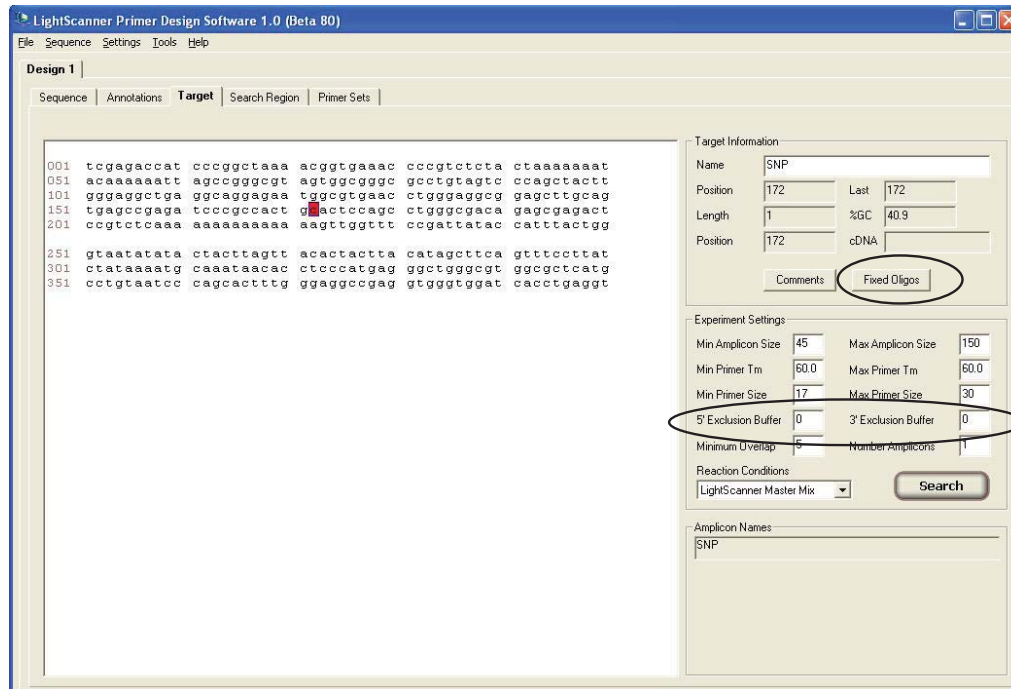 LightScanner Primer Design Software 1.0 (Beta 80)
File Sequence Settings Tools Help
Design 1
Sequence Annotations Target Search Region Primer Sets
001 tcgagaccat cccggctaaa acggtgaaac cccgtctcta ctaaaaaaat
051 acaaaaaatt agccgggcgt agtggcgggc gcctgtagtc ccagctactt
101 gggaggctga ggcaggagaa tggcgtgaac ctgggaggcg gagcttgcag
151 tgagccgaga tcccgccact gcactccagc ctgggcgaca gagcgagact
201 ccgtctcaaa aaaaaaaaaa aagttggttt ccgattatac catttactgg
251 gtaatatata ctacttagtt acactactta catagcttca gtttccttat
301 ctataaaatg caaataacac ctcccatgag ggctgggcgt ggcgctcatg
351 cctgtaatcc cagcactttg ggaggccgag gtgggtggat cacctgaggt
Target Information
Name SNP
Position 172 Last 172
Length 1 %GC 40.9
Position 172 cDNA
Comments Fixed Oligos
Experiment Settings
Min Amplicon Size 45 Max Amplicon Size 150
Min Primer Tm 60.0 Max Primer Tm 60.0
Min Primer Size 17 Max Primer Size 30
5' Exclusion Buffer 0 3' Exclusion Buffer 0
Minimum Overlap 5 Number Amplicons 1
Reaction Conditions
LightScanner Master Mix Search
Amplicon Names
SNP